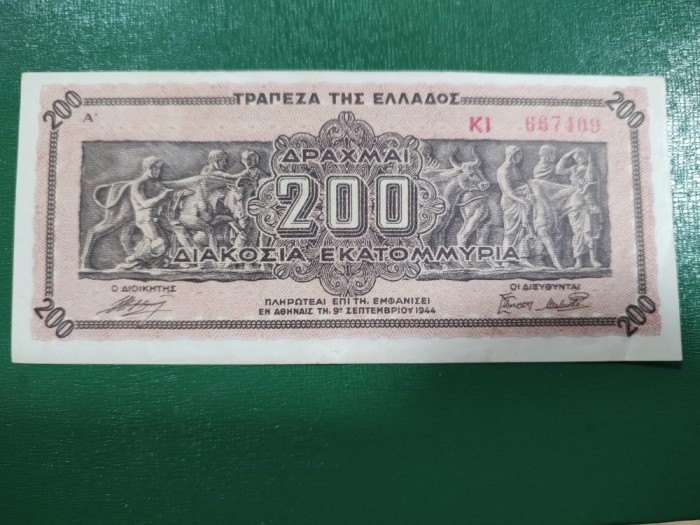 200 ΤΡΑΠΕΖΑ ΤΗΣ ΕΛΛΑΔΟΣ 200
Α'
ΚΙ 667409
ΔΡΑΧΜΑΙ
200
ΔΙΑΚΟΣΙΑ ΕΚΑΤΟΜΜΥΡΙΑ
Ο ΔΙΟΙΚΗΤΗΣ
ΟΙ ΔΙΕΥΘΥΝΤΑΙ
ΠΛΗΡΩΤΕΑΙ ΕΠΙ ΤΗ, ΕΜΦΑΝΙΣΕΙ
ΕΝ ΑΘΗΝΑΙΣ ΤΗ, 9ῃ ΣΕΠΤΕΜΒΡΙΟΥ 1944
200 200